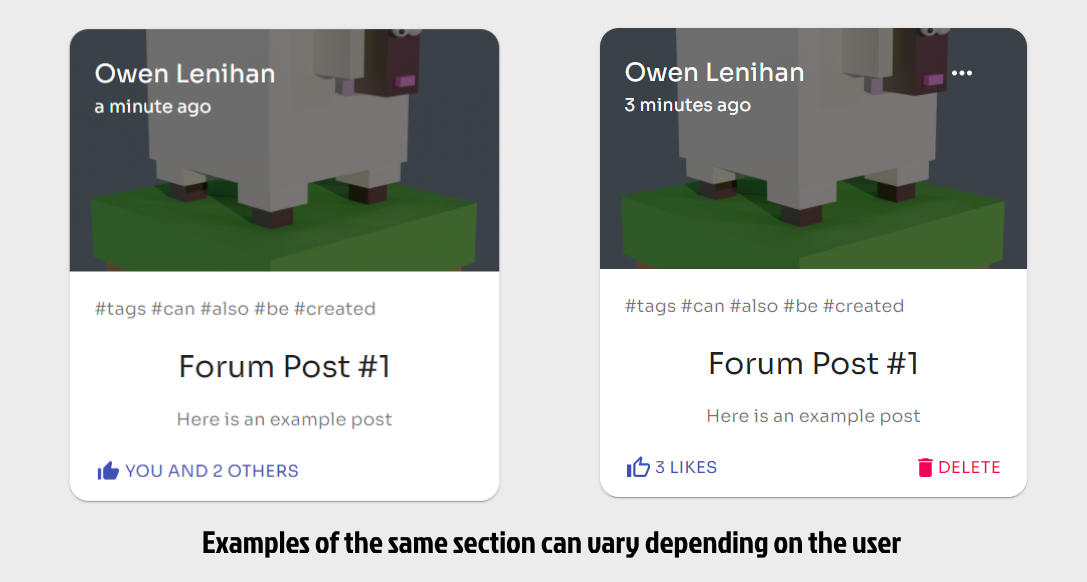 Owen Lenihan
a minute ago
#tags #can #also #be #created
Forum Post #1
Here is an example post
YOU AND 2 OTHERS
Owen Lenihan
3 minutes ago
#tags #can #also #be #created
Forum Post #1
Here is an example post
3 LIKES
DELETE
Examples of the same section can vary depending on the user